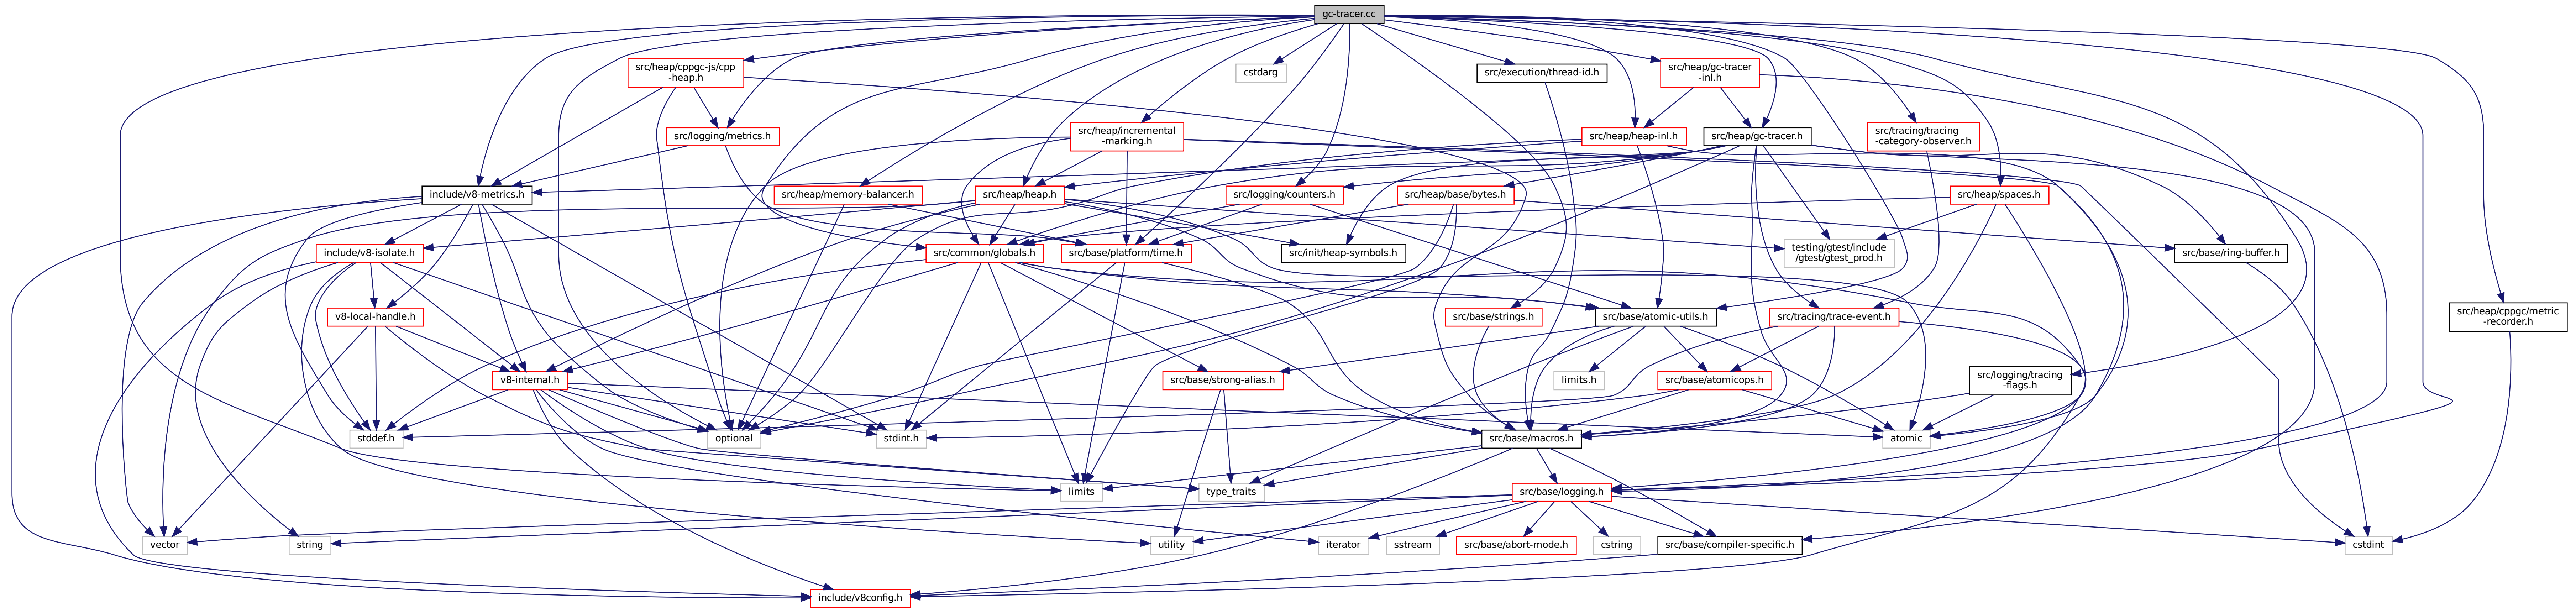 gc-tracer.cc
src/heap/cppgc-js/cpp
-heap.h
cstdarg
src/execution/thread-id.h
src/heap/gc-tracer
-inl.h
src/logging/metrics.h
src/heap/incremental
-marking.h
src/heap/heap-inl.h
src/heap/gc-tracer.h
src/tracing/tracing
-category-observer.h
include/v8-metrics.h
src/heap/memory-balancer.h
src/heap/heap.h
src/logging/counters.h
src/heap/base/bytes.h
src/heap/spaces.h
include/v8-isolate.h
src/common/globals.h
src/base/platform/time.h
src/init/heap-symbols.h
testing/gtest/include
/gtest/gtest_prod.h
src/base/ring-buffer.h
v8-local-handle.h
src/base/strings.h
src/base/atomic-utils.h
src/tracing/trace-event.h
src/heap/cppgc/metric
-recorder.h
v8-internal.h
src/base/strong-alias.h
limits.h
src/base/atomicops.h
src/logging/tracing
-flags.h
stddef.h
optional
stdint.h
src/base/macros.h
atomic
limits
type_traits
src/base/logging.h
vector
string
utility
iterator
sstream
src/base/abort-mode.h
cstring
src/base/compiler-specific.h
cstdint
include/v8config.h